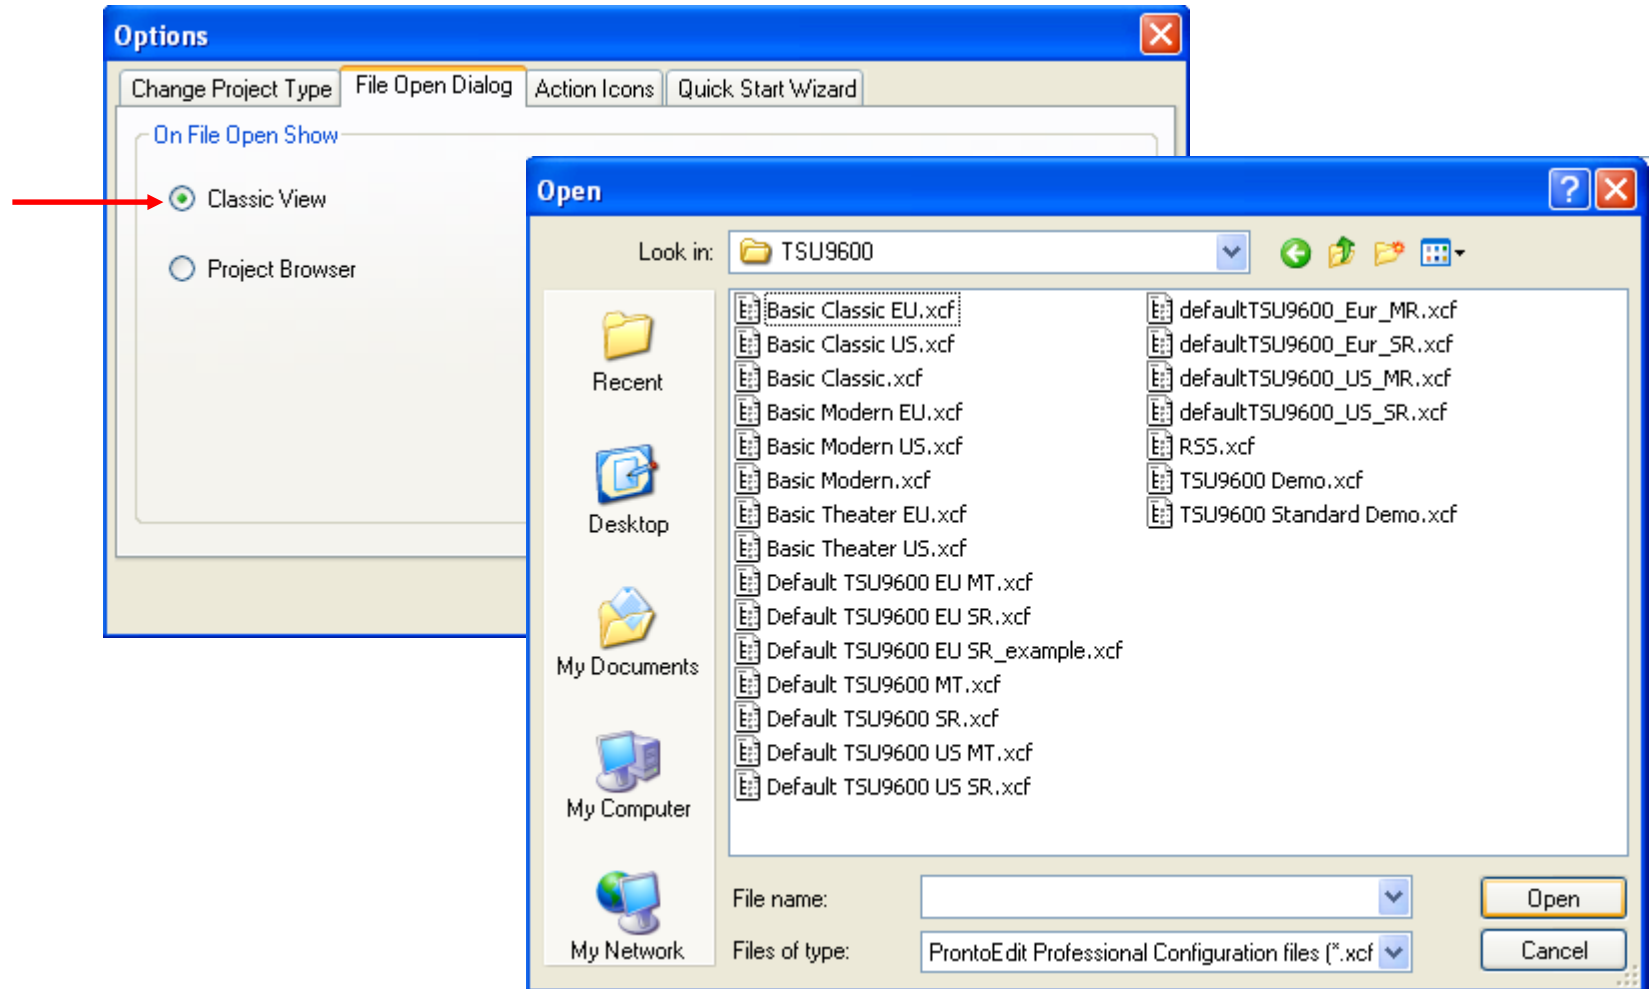 Options
Change Project Type File Open Dialog Action Icons Quick Start Wizard
On File Open Show
Classic View
Project Browser
Open
Look in: TSU9600
Recent
Desktop
My Documents
My Computer
My Network
Basic Classic EU.xcf
Basic Classic US.xcf
Basic Classic.xcf
Basic Modern EU.xcf
Basic Modern US.xcf
Basic Modern.xcf
Basic Theater EU.xcf
Basic Theater US.xcf
Default TSU9600 EU MT.xcf
Default TSU9600 EU SR.xcf
Default TSU9600 EU SR_example.xcf
Default TSU9600 MT.xcf
Default TSU9600 SR.xcf
Default TSU9600 US MT.xcf
Default TSU9600 US SR.xcf
defaultTSU9600_Eur_MR.xcf
defaultTSU9600_Eur_SR.xcf
defaultTSU9600_US_MR.xcf
defaultTSU9600_US_SR.xcf
RSS.xcf
TSU9600 Demo.xcf
TSU9600 Standard Demo.xcf
File name: Open
Files of type: ProntoEdit Professional Configuration files (*.xcf Cancel